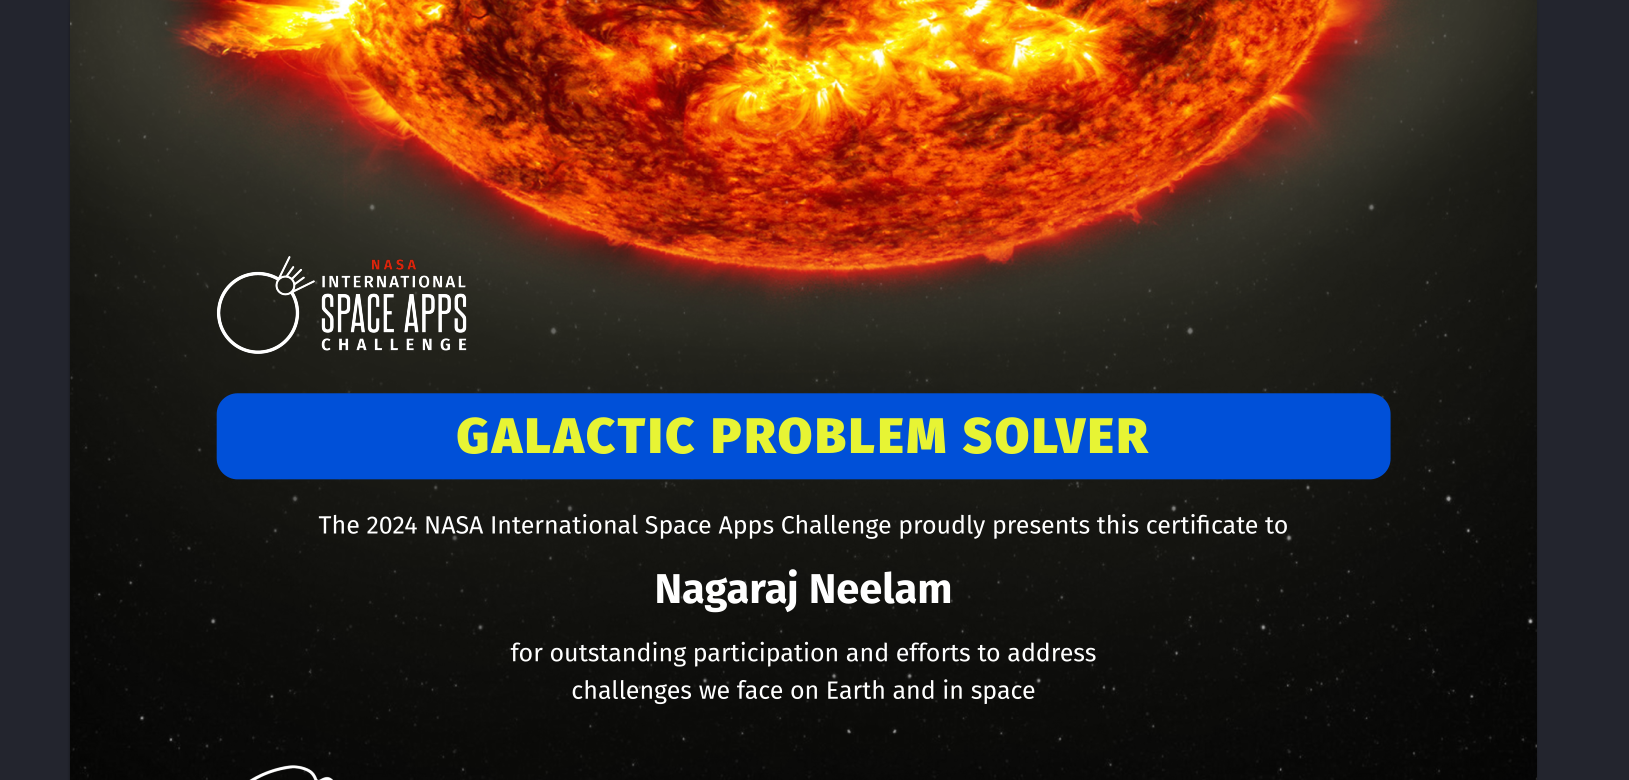 NASA
INTERNATIONAL
SPACE APPS
CHALLENGE
GALACTIC PROBLEM SOLVER
The 2024 NASA International Space Apps Challenge proudly presents this certificate to
Nagaraj Neelam
for outstanding participation and efforts to address
challenges we face on Earth and in space